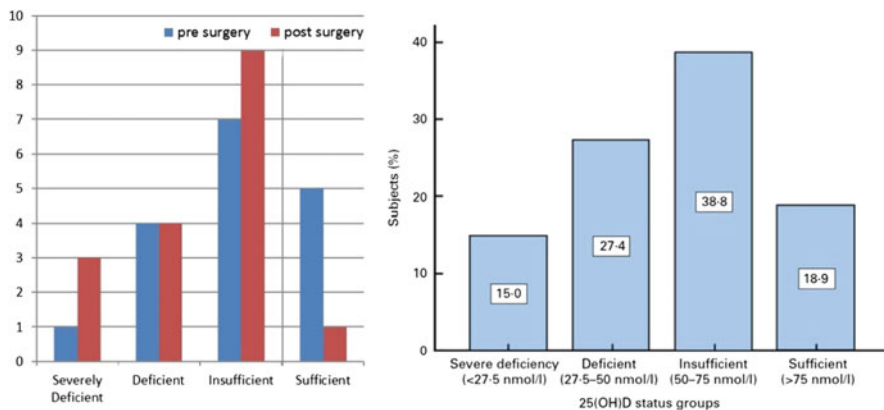 10
pre surgery post surgery
9
8
7
6
5
4
3
2
1
0
Severely Deficient
Deficient
Insufficient
Sufficient
Subjects (%)
40
30
20
10
0
15·0
27·4
38·8
18·9
Severe deficiency
(<27·5 nmol/l)
Deficient
(27·5–50 nmol/l)
Insufficient
(50–75 nmol/l)
Sufficient
(>75 nmol/l)
25(OH)D status groups